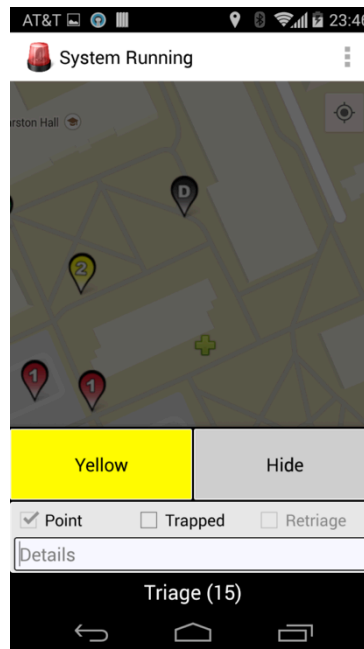 AT&T 23:46
System Running
rston Hall
D
2
1
1
Yellow Hide
Point Trapped Retriage
Details
Triage (15)